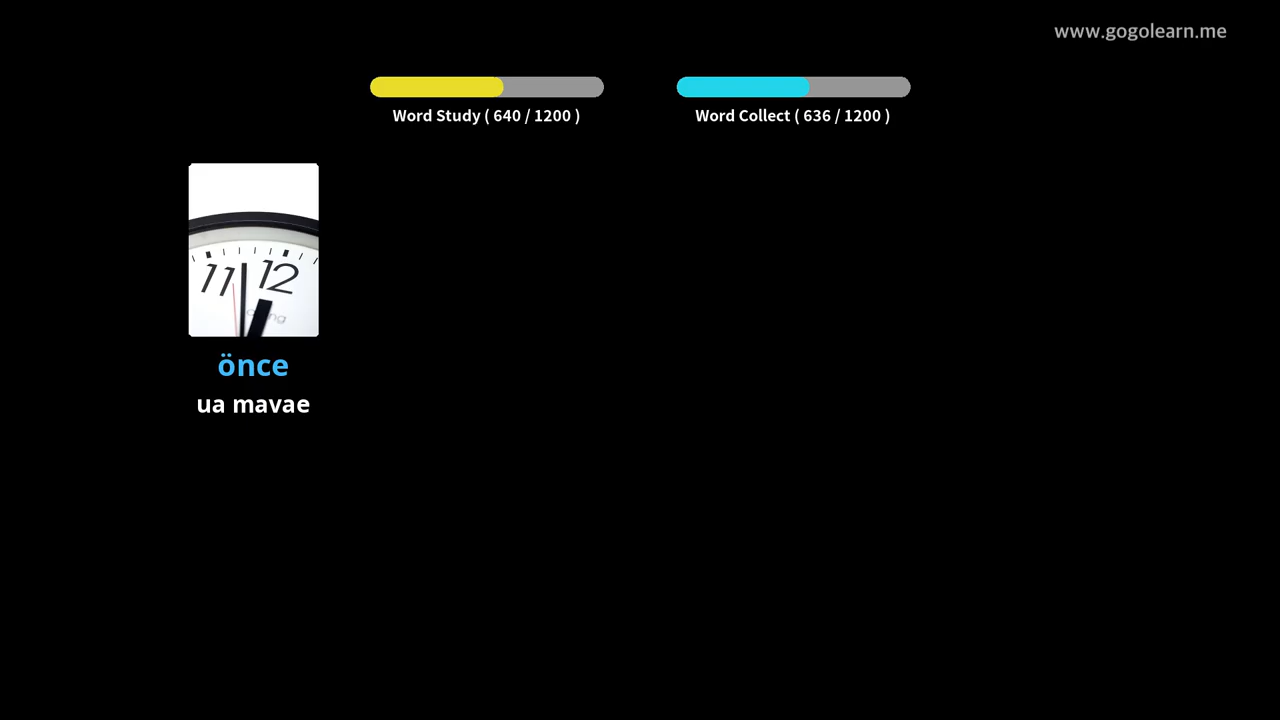 www.gogolearn.me
Word Study ( 640 / 1200 )
Word Collect ( 636 / 1200 )
11 12
önce
ua mavae